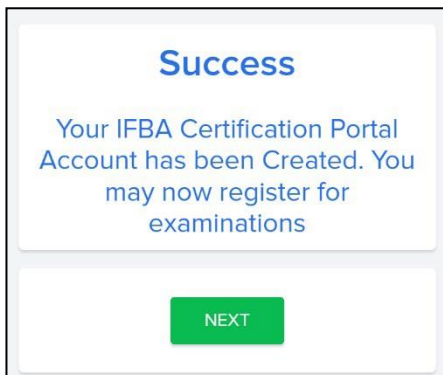 Success
Your IFBA Certification Portal
Account has been Created. You
may now register for
examinations
NEXT